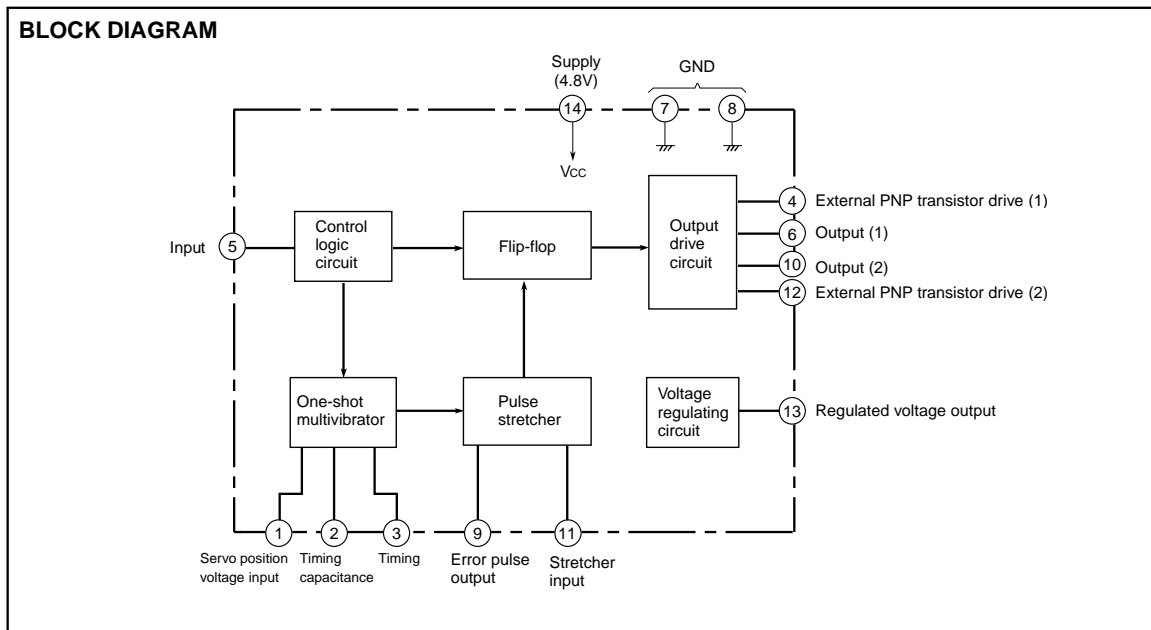 BLOCK DIAGRAM
Supply
(4.8V)
GND
14
7
8
VCC
Input
5
Control
logic
circuit
Flip-flop
Output
drive
circuit
4
External PNP transistor drive (1)
6
Output (1)
10
Output (2)
12
External PNP transistor drive (2)
One-shot
multivibrator
Pulse
stretcher
Voltage
regulating
circuit
13
Regulated voltage output
1
2
3
9
11
Servo position
voltage input
Timing
capacitance
Timing
Error pulse
output
Stretcher
input